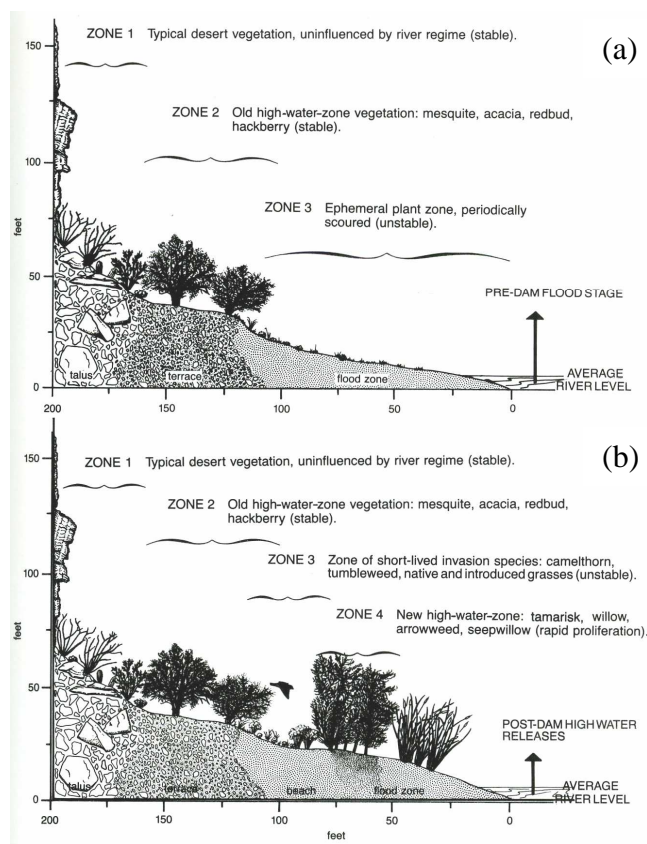 (a)
ZONE 1 Typical desert vegetation, uninfluenced by river regime (stable).
ZONE 2 Old high-water-zone vegetation: mesquite, acacia, redbud,
hackberry (stable).
ZONE 3 Ephemeral plant zone, periodically
scoured (unstable).
PRE-DAM FLOOD STAGE
AVERAGE
RIVER LEVEL
150
100
50
0
feet
talus
terrace
flood zone
200
150
100
50
0
(b)
ZONE 1 Typical desert vegetation, uninfluenced by river regime (stable).
ZONE 2 Old high-water-zone vegetation: mesquite, acacia, redbud,
hackberry (stable).
ZONE 3 Zone of short-lived invasion species: camelthorn,
tumbleweed, native and introduced grasses (unstable).
ZONE 4 New high-water-zone: tamarisk, willow,
arrowweed, seepwillow (rapid proliferation).
POST-DAM HIGH WATER
RELEASES
AVERAGE
RIVER LEVEL
150
100
50
0
feet
talus
terrace
beach
flood zone
200
150
100
50
0
feet